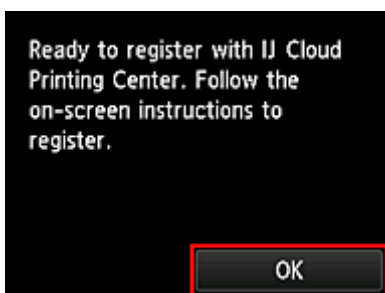 Ready to register with IJ Cloud
Printing Center. Follow the
on-screen instructions to
register.
OK